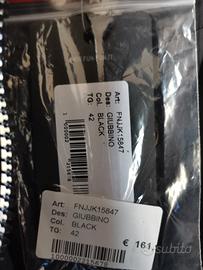 Art: FNJJK15847
Des: GIUBBINO
Col. BLACK
TG: 42
Art: FNJJK15847
Des: GIUBBINO
Col. BLACK
TG: 42
€ 161,
subito